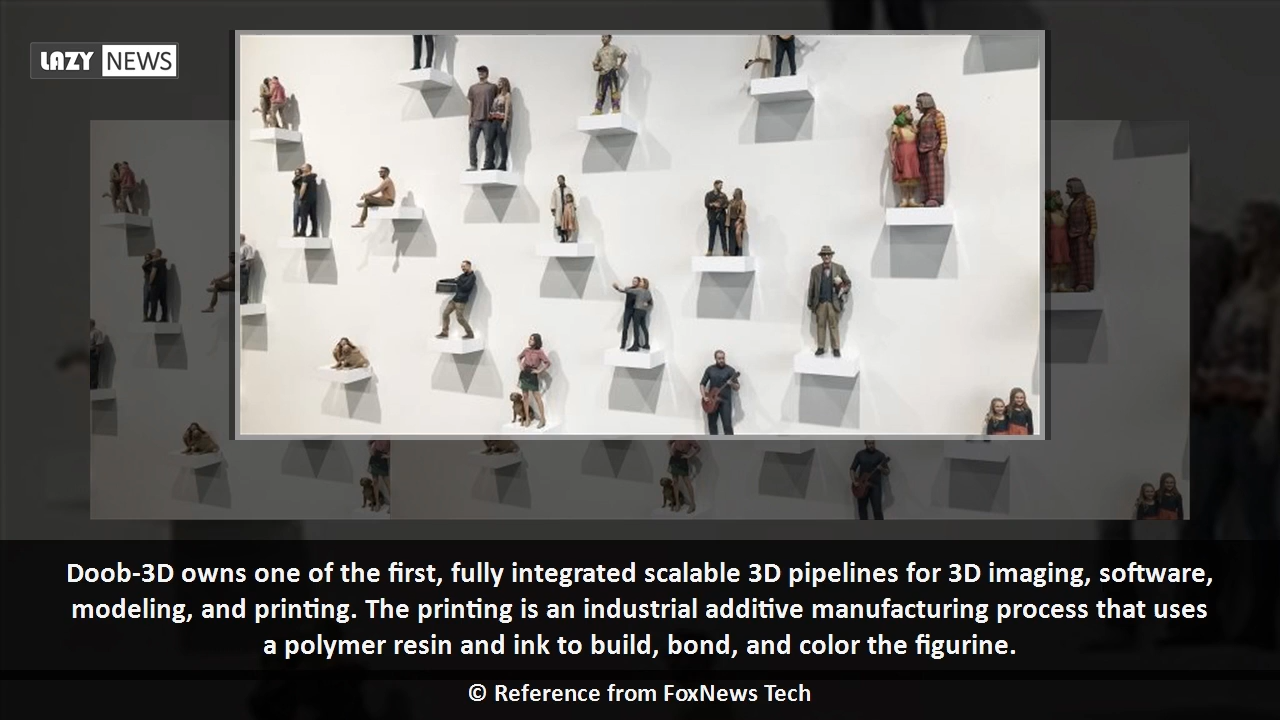 LAZY NEWS
Doob-3D owns one of the first, fully integrated scalable 3D pipelines for 3D imaging, software,
modeling, and printing. The printing is an industrial additive manufacturing process that uses
a polymer resin and ink to build, bond, and color the figurine.
© Reference from FoxNews Tech